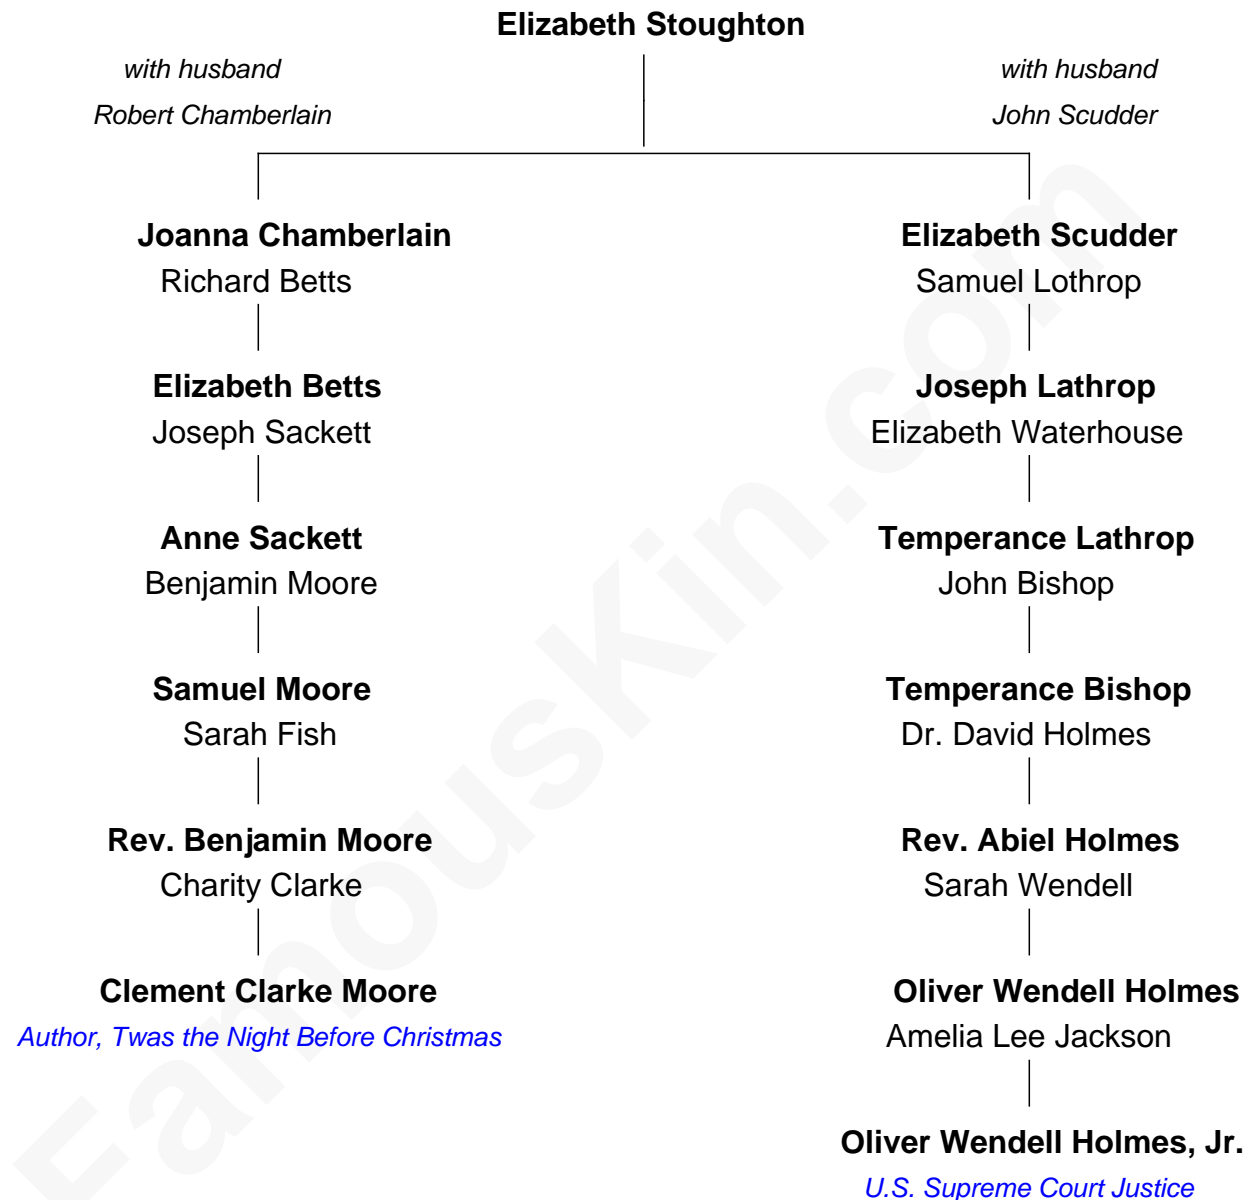 Elizabeth Stoughton
with husband
Robert Chamberlain
with husband
John Scudder
Joanna Chamberlain
Richard Betts
Elizabeth Scudder
Samuel Lothrop
Elizabeth Betts
Joseph Sackett
Joseph Lathrop
Elizabeth Waterhouse
Anne Sackett
Benjamin Moore
Temperance Lathrop
John Bishop
Samuel Moore
Sarah Fish
Temperance Bishop
Dr. David Holmes
Rev. Benjamin Moore
Charity Clarke
Rev. Abiel Holmes
Sarah Wendell
Clement Clarke Moore
Author, Twas the Night Before Christmas
Oliver Wendell Holmes
Amelia Lee Jackson
Oliver Wendell Holmes, Jr.
U.S. Supreme Court Justice
FamousKin.com